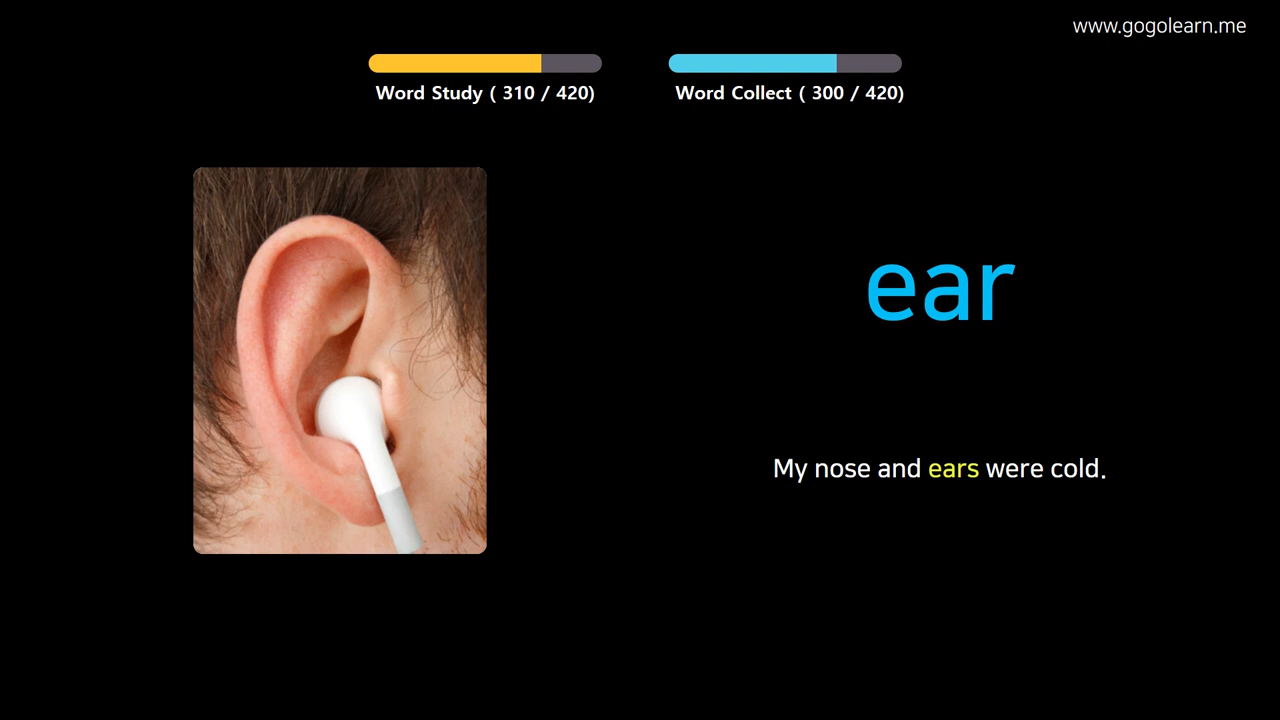 www.gogolearn.me
Word Study ( 310 / 420)
Word Collect ( 300 / 420)
ear
My nose and ears were cold.